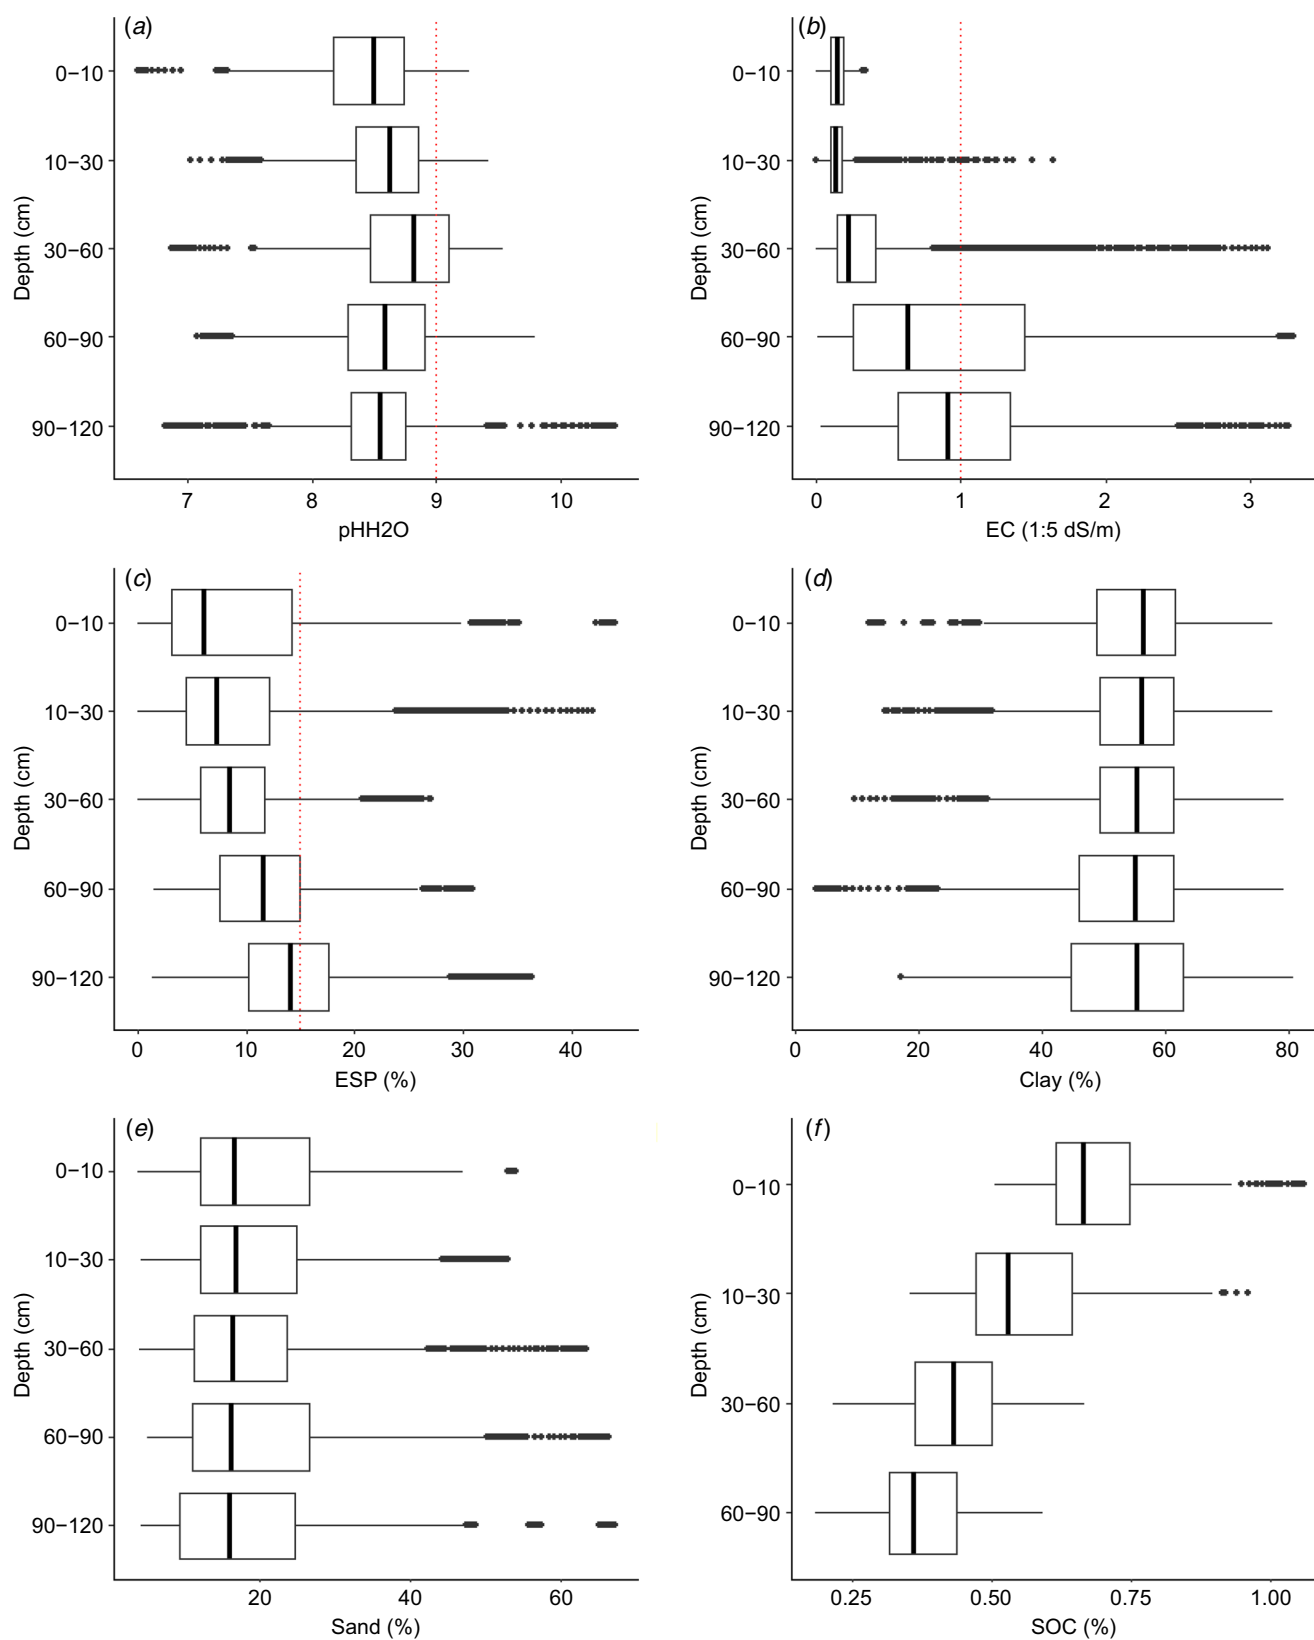 (a)
0−10
10−30
30−60
60−90
90−120
Depth (cm)
7 8 9 10
pHH2O
(b)
0−10
10−30
30−60
60−90
90−120
Depth (cm)
0 1 2 3
EC (1:5 dS/m)
(c)
0−10
10−30
30−60
60−90
90−120
Depth (cm)
0 10 20 30 40
ESP (%)
(d)
0−10
10−30
30−60
60−90
90−120
Depth (cm)
0 20 40 60 80
Clay (%)
(e)
0−10
10−30
30−60
60−90
90−120
Depth (cm)
20 40 60
Sand (%)
(f)
0−10
10−30
30−60
60−90
Depth (cm)
0.25 0.50 0.75 1.00
SOC (%)